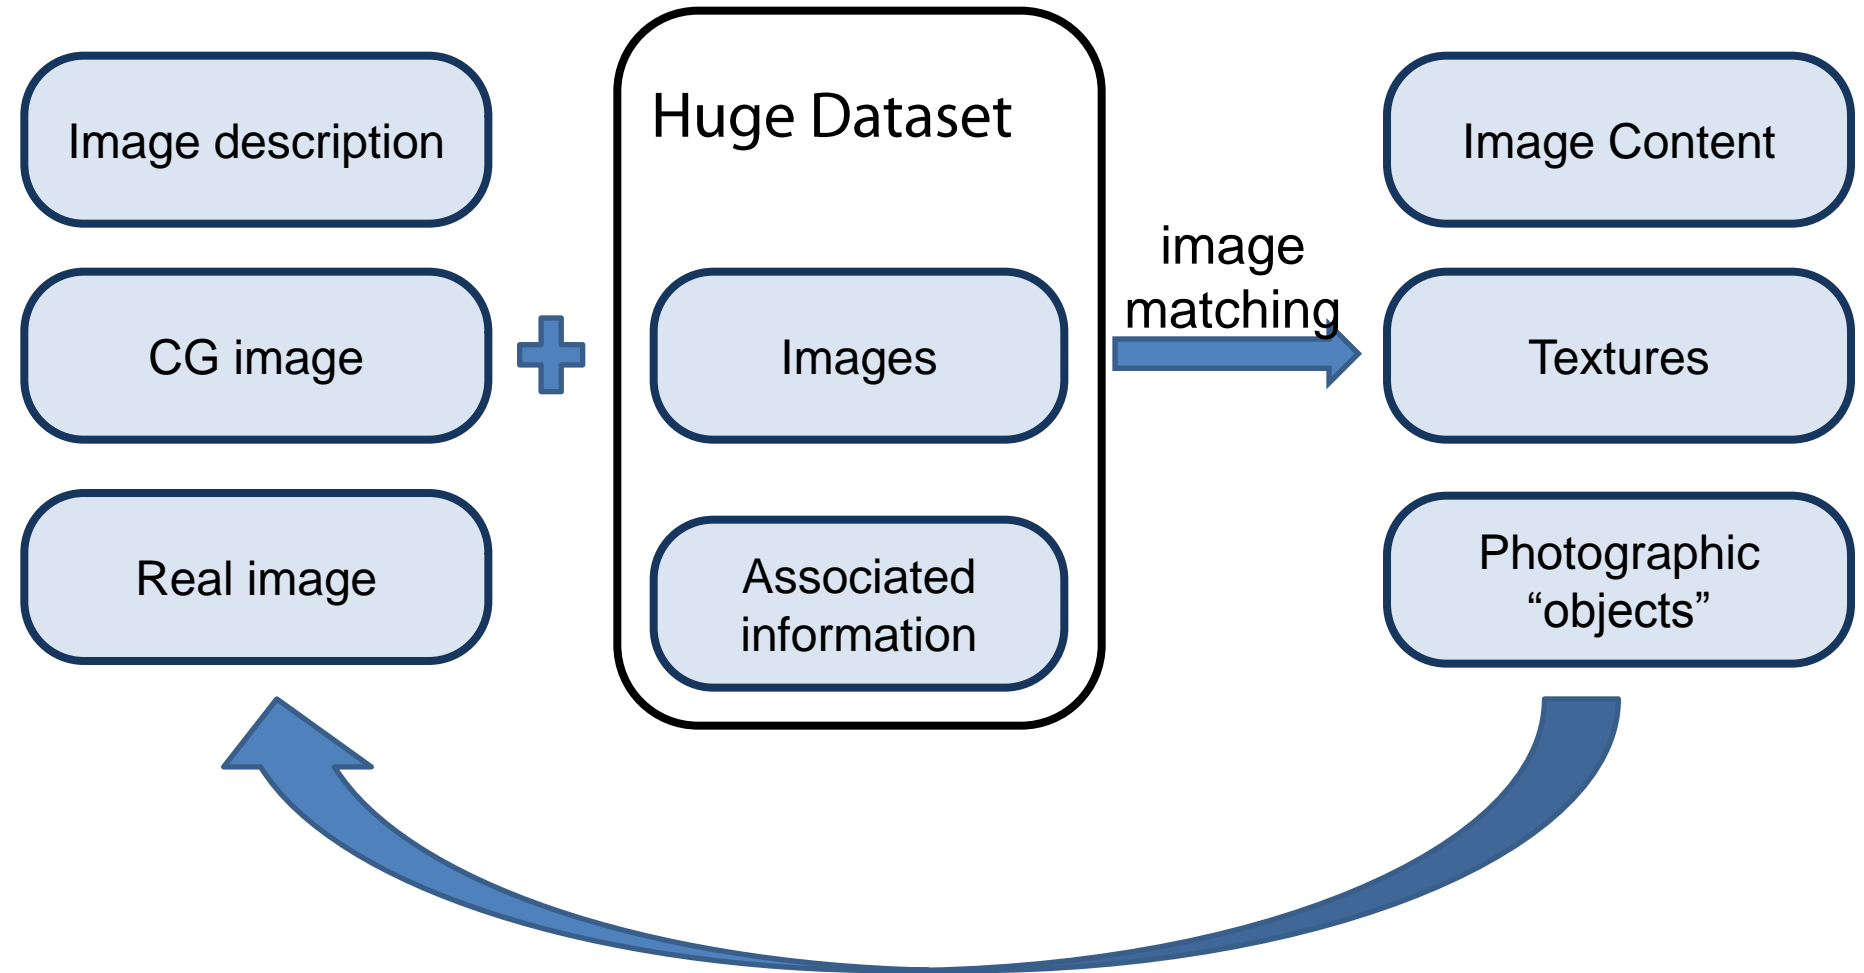 Image description
CG image
Real image
Huge Dataset
Images
Associated
information
image
matching
Image Content
Textures
Photographic
“objects”